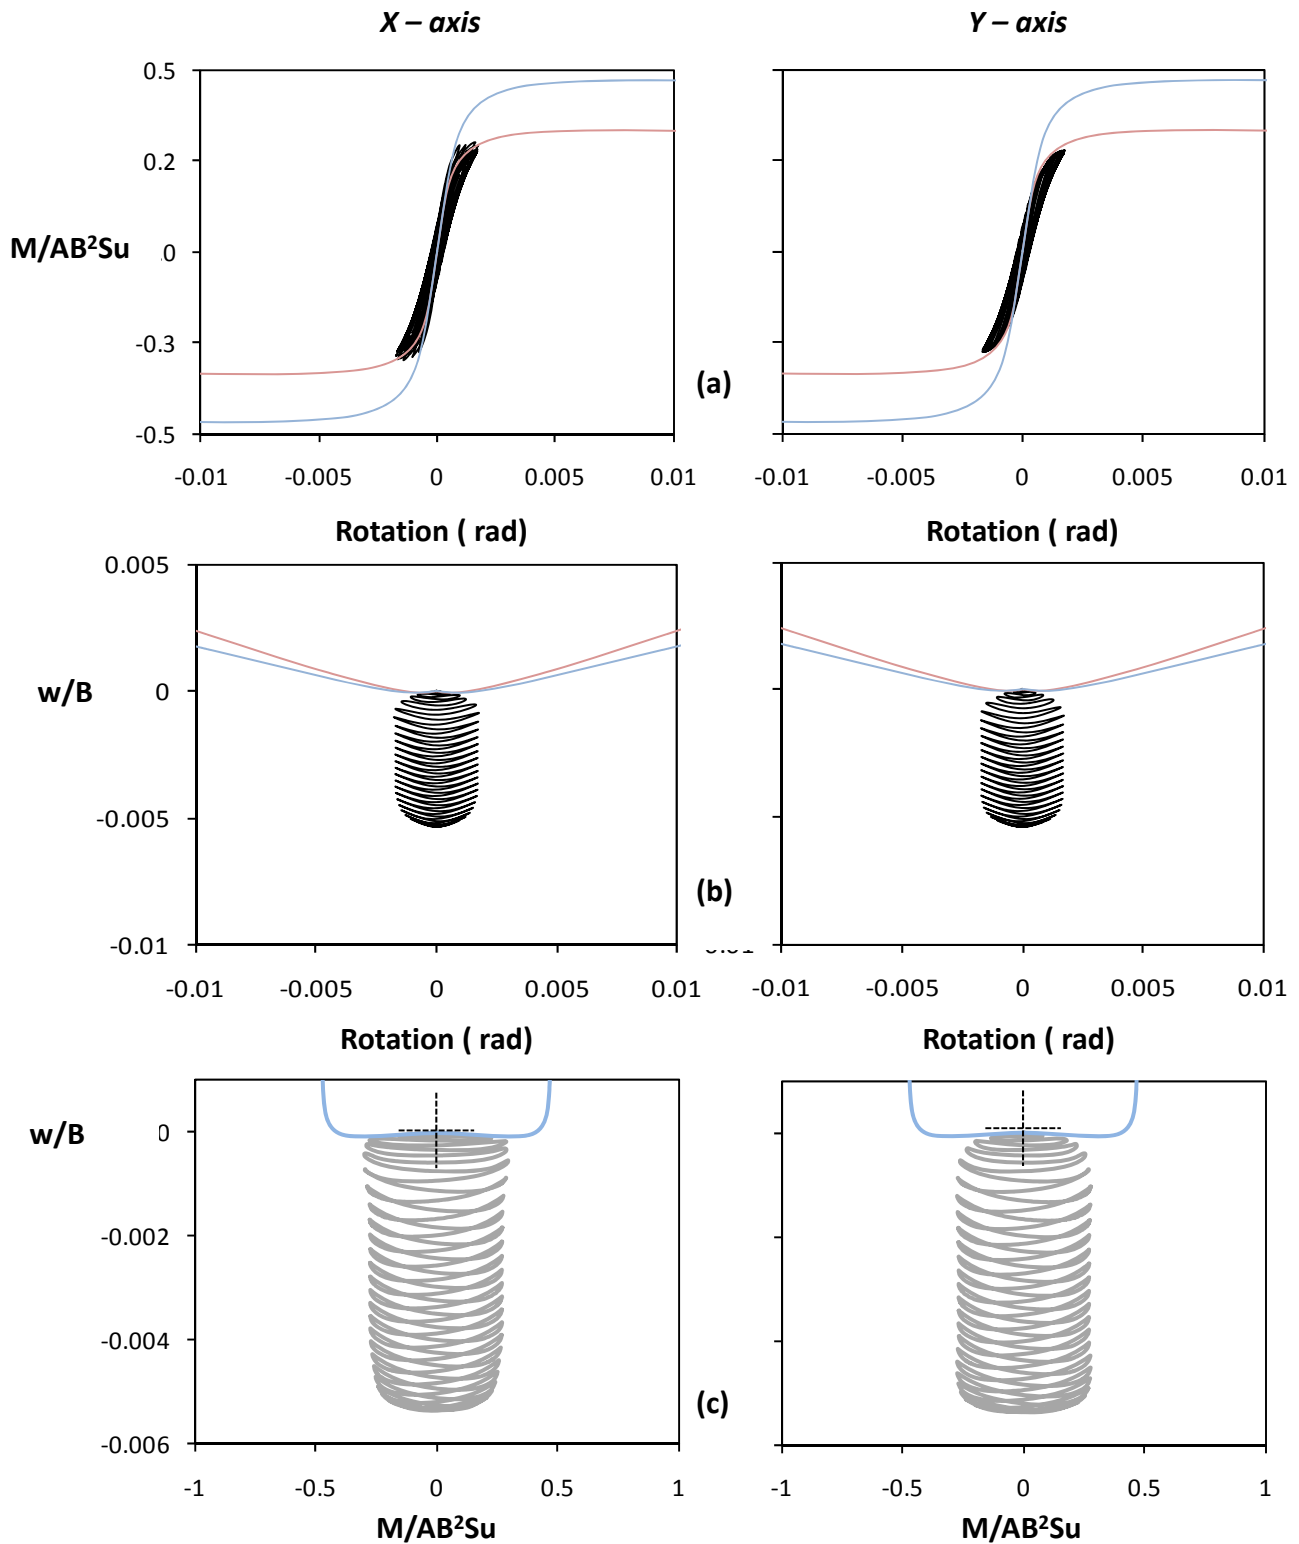 X – axis Y – axis
0.5
0.2
M/AB²Su
0
-0.3
(a)
-0.5
-0.01 -0.005 0 0.005 0.01 -0.01 -0.005 0 0.005 0.01
Rotation ( rad) Rotation ( rad)
0.005
w/B 0
-0.005
(b)
-0.01
-0.01 -0.005 0 0.005 0.01 -0.01 -0.005 0 0.005 0.01
Rotation ( rad) Rotation ( rad)
w/B 0
-0.002
-0.004
(c)
-0.006
-1 -0.5 0 0.5 1 -1 -0.5 0 0.5 1
M/AB²Su M/AB²Su